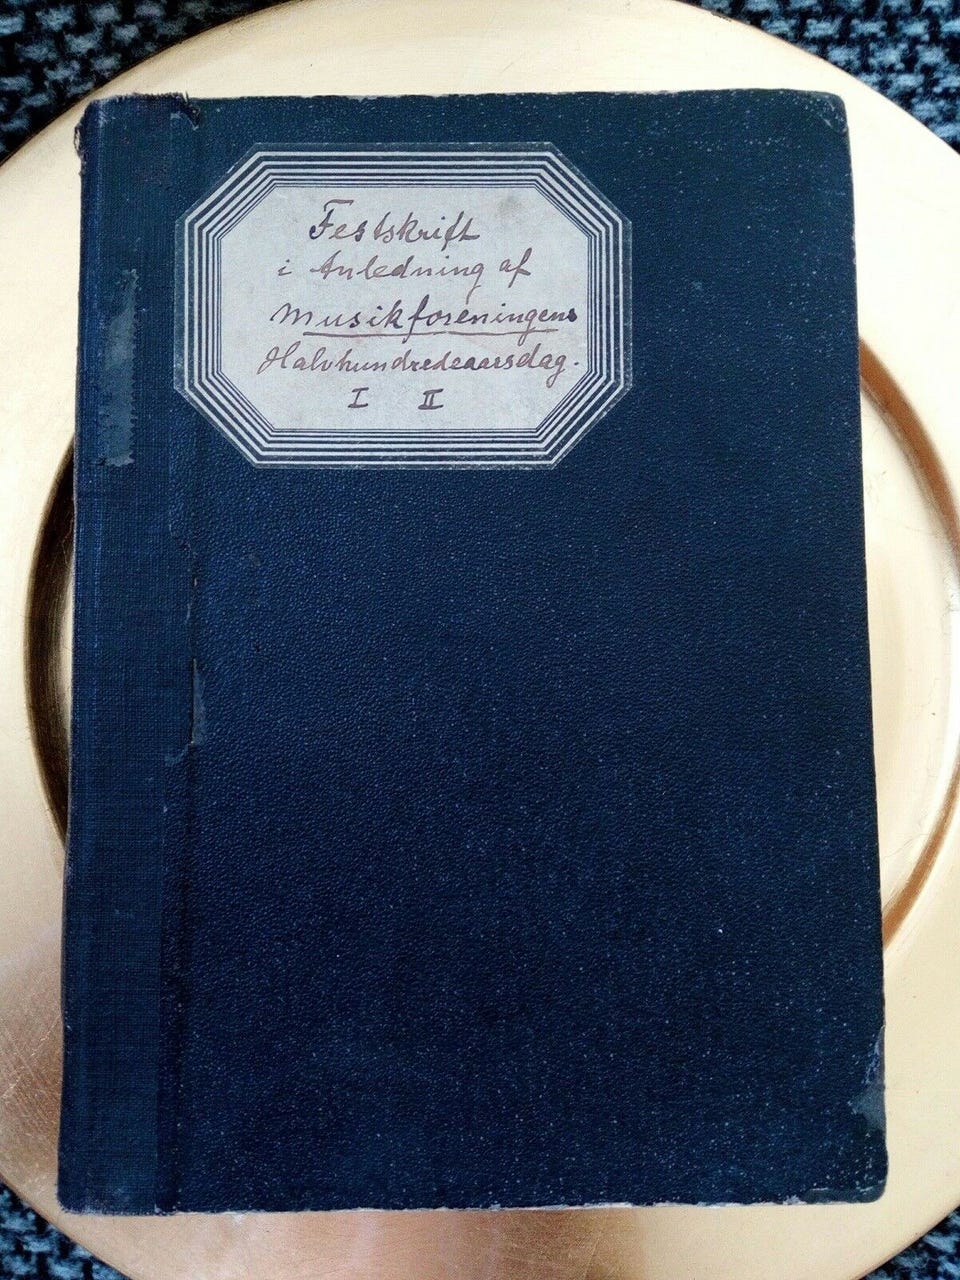 Festskrift
i Anledning af
Musikforeningens
Halvhundredeaarsdag.
I II